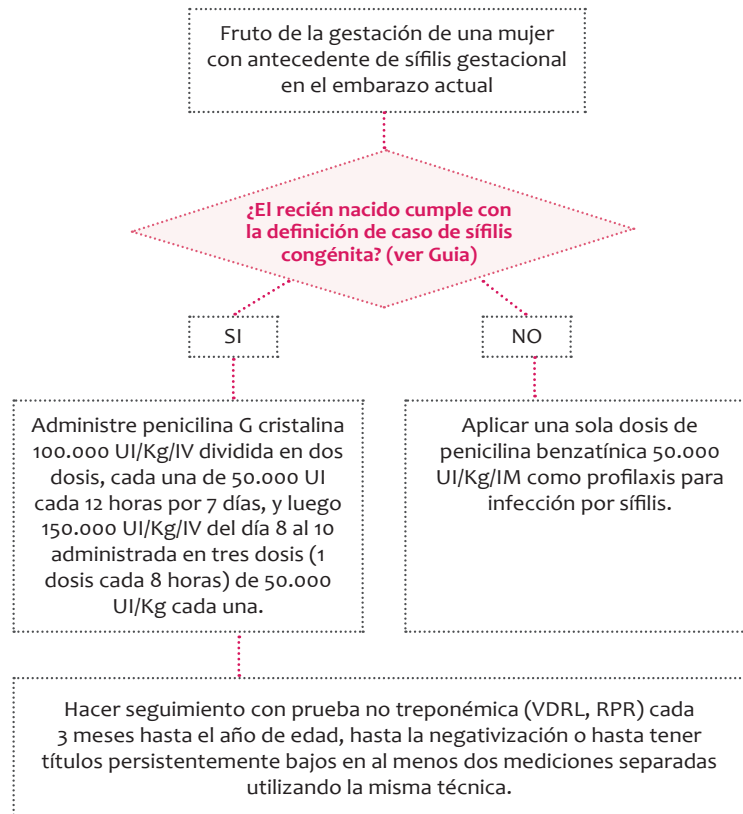 Fruto de la gestación de una mujer
con antecedente de sífilis gestacional
en el embarazo actual
¿El recién nacido cumple con
la definición de caso de sífilis
congénita? (ver Guia)
SI
NO
Administre penicilina G cristalina
100.000 UI/Kg/IV dividida en dos
dosis, cada una de 50.000 UI
cada 12 horas por 7 días, y luego
150.000 UI/Kg/IV del día 8 al 10
administrada en tres dosis (1
dosis cada 8 horas) de 50.000
UI/Kg cada una.
Aplicar una sola dosis de
penicilina benzatínica 50.000
UI/Kg/IM como profilaxis para
infección por sífilis.
Hacer seguimiento con prueba no treponémica (VDRL, RPR) cada
3 meses hasta el año de edad, hasta la negativización o hasta tener
títulos persistentemente bajos en al menos dos mediciones separadas
utilizando la misma técnica.